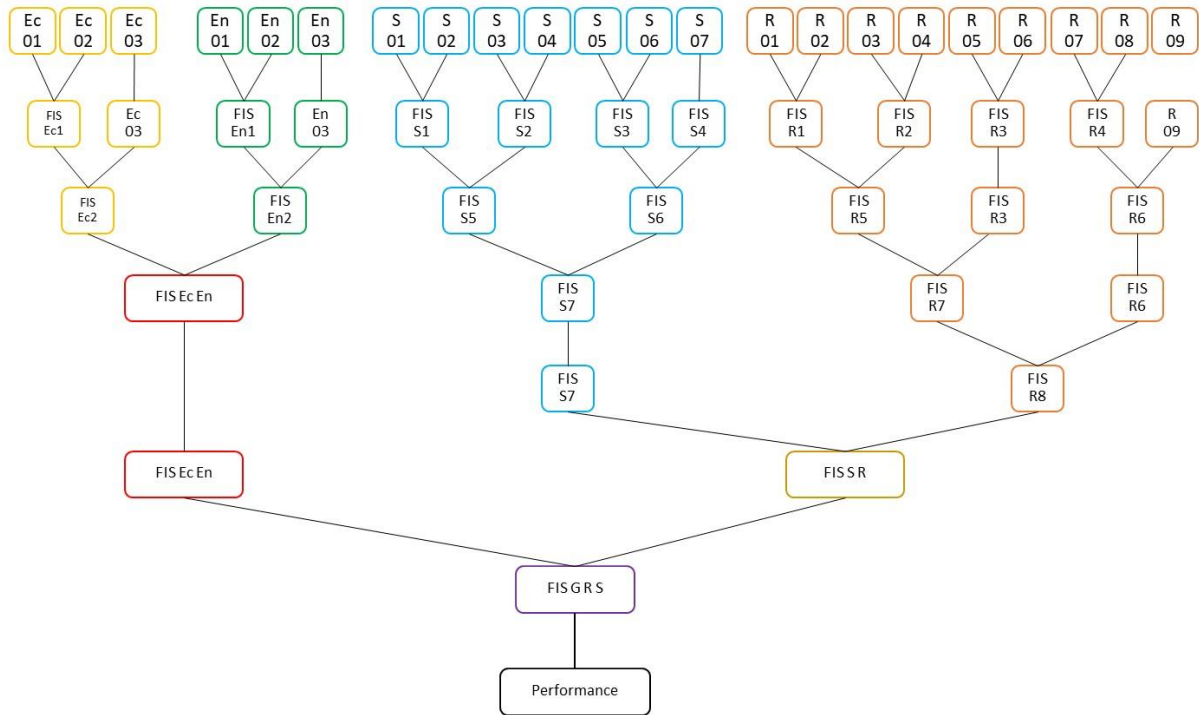 Ec
01
Ec
02
Ec
03
En
01
En
02
En
03
S
01
S
02
S
03
S
04
S
05
S
06
S
07
R
01
R
02
R
03
R
04
R
05
R
06
R
07
R
08
R
09
FIS
Ec1
Ec
03
FIS
En1
En
03
FIS
S1
FIS
S2
FIS
S3
FIS
S4
FIS
R1
FIS
R2
FIS
R3
FIS
R4
R
09
FIS
Ec2
FIS
En2
FIS
S5
FIS
S6
FIS
R5
FIS
R3
FIS
R6
FIS Ec En
FIS
S7
FIS
R7
FIS
R6
FIS
S7
FIS
R8
FIS Ec En
FIS S R
FIS G R S
Performance